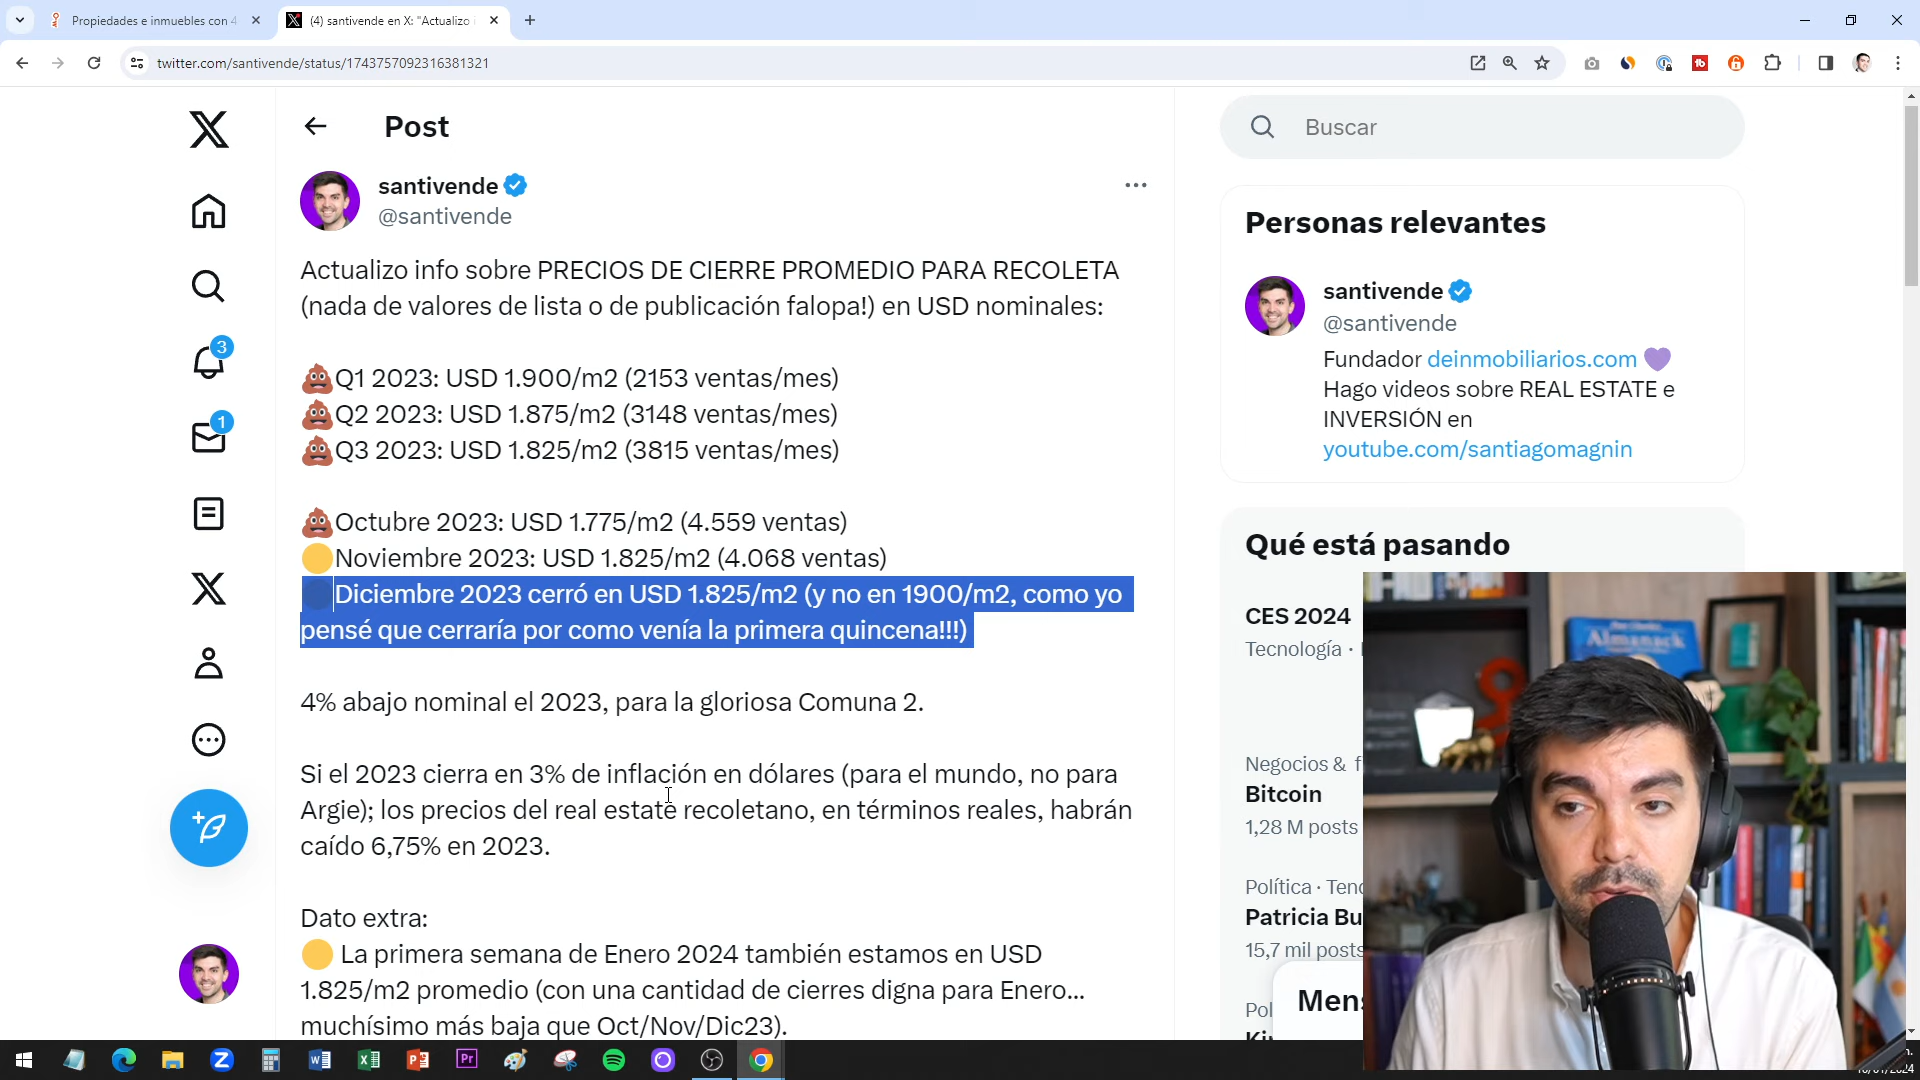 Propiedades e inmuebles con 4
(4) santivende en X: "Actualizo i
twitter.com/santivende/status/1743757092316381321
Post
santivende
@santivende
Actualizo info sobre PRECIOS DE CIERRE PROMEDIO PARA RECOLETA
(nada de valores de lista o de publicación falopa!) en USD nominales:
Q1 2023: USD 1.900/m2 (2153 ventas/mes)
Q2 2023: USD 1.875/m2 (3148 ventas/mes)
Q3 2023: USD 1.825/m2 (3815 ventas/mes)
Octubre 2023: USD 1.775/m2 (4.559 ventas)
Noviembre 2023: USD 1.825/m2 (4.068 ventas)
Diciembre 2023 cerró en USD 1.825/m2 (y no en 1900/m2, como yo
pensé que cerraría por como venía la primera quincena!!!)
4% abajo nominal el 2023, para la gloriosa Comuna 2.
Si el 2023 cierra en 3% de inflación en dólares (para el mundo, no para
Argie); los precios del real estate recoletano, en términos reales, habrán
caído 6,75% en 2023.
Dato extra:
La primera semana de Enero 2024 también estamos en USD
1.825/m2 promedio (con una cantidad de cierres digna para Enero...
muchísimo más baja que Oct/Nov/Dic23).
3
1
Buscar
Personas relevantes
santivende
@santivende
Fundador deinmobiliarios.com
Hago videos sobre REAL ESTATE e
INVERSIÓN en
youtube.com/santiagomagnin
Qué está pasando
CES 2024
Tecnología ·
Negocios & f
Bitcoin
1,28 M posts
Política · Tend
Patricia Bu
15,7 mil posts
Pol
Mens
Almanack